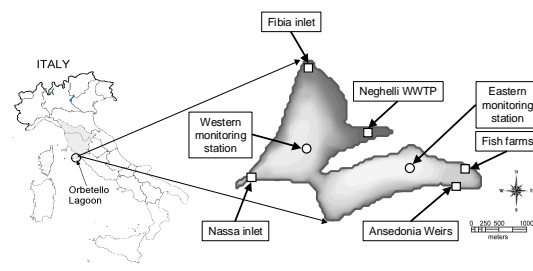 Fibia inlet
ITALY
Neghelli WWTP
Eastern
monitoring
station
Western
monitoring
station
Fish farms
Orbetello
Lagoon
Nassa inlet
Ansedonia Weirs
N
W
E
S
0 250 500 1000
meters